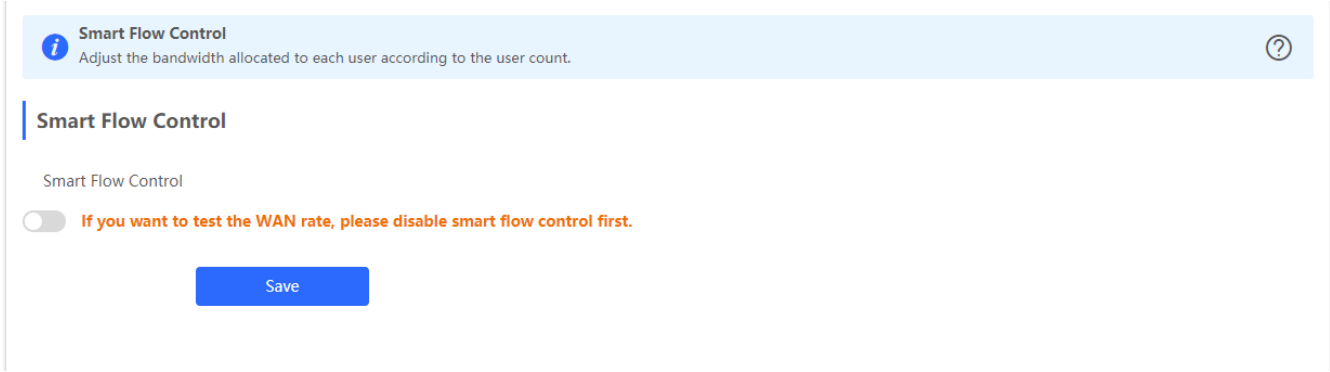 Smart Flow Control
Adjust the bandwidth allocated to each user according to the user count.
Smart Flow Control
Smart Flow Control
If you want to test the WAN rate, please disable smart flow control first.
Save